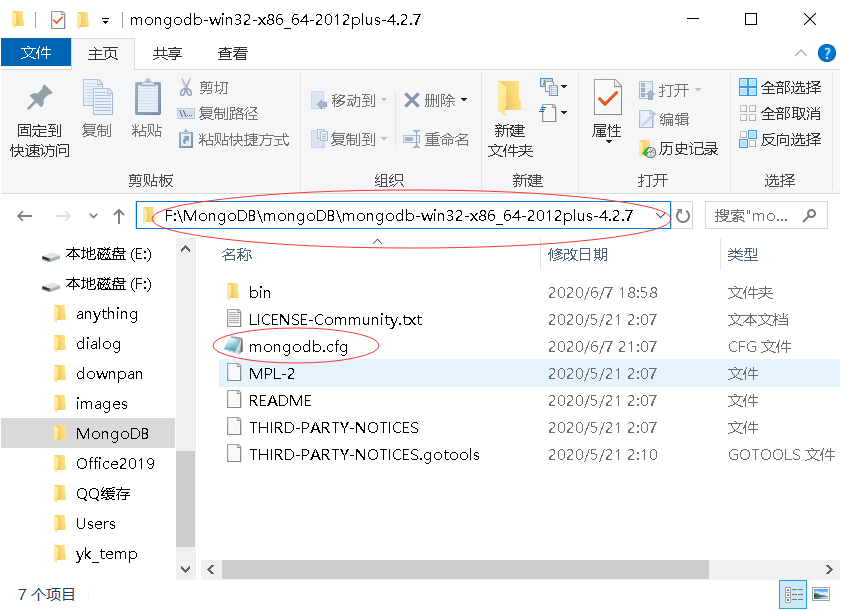 mongodb-win32-x86_64-2012plus-4.2.7
文件 主页 共享 查看
固定到
快速访问
复制
粘贴
剪切
复制路径
粘贴快捷方式
剪贴板
移动到
复制到
删除
重命名
组织
新建
文件夹
新建
属性
打开
编辑
历史记录
打开
全部选择
全部取消
反向选择
选择
F:\MongoDB\mongoDB\mongodb-win32-x86_64-2012plus-4.2.7
搜索"mo...
本地磁盘 (E:)
本地磁盘 (F:)
anything
dialog
downpan
images
MongoDB
Office2019
QQ缓存
Users
yk_temp
名称 修改日期 类型
bin 2020/6/7 18:58 文件夹
LICENSE-Community.txt 2020/5/21 2:07 文本文档
mongodb.cfg 2020/6/7 21:07 CFG 文件
MPL-2 2020/5/21 2:07 文件
README 2020/5/21 2:07 文件
THIRD-PARTY-NOTICES 2020/5/21 2:07 文件
THIRD-PARTY-NOTICES.gotools 2020/5/21 2:10 GOTOOLS 文件
7 个项目